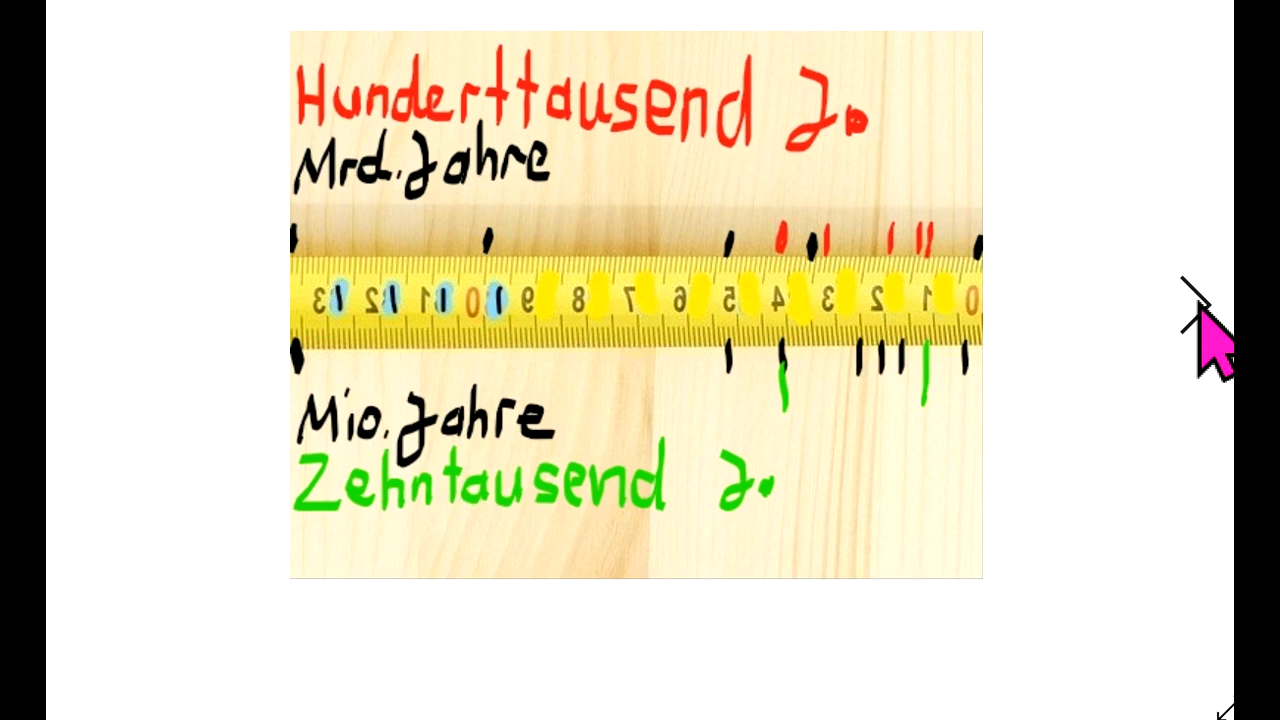 Hunderttausend J.
Mrd. Jahre
13 12 11 10 9 8 7 6 5 4 3 2 1 0
Mio. Jahre
Zehntausend J.